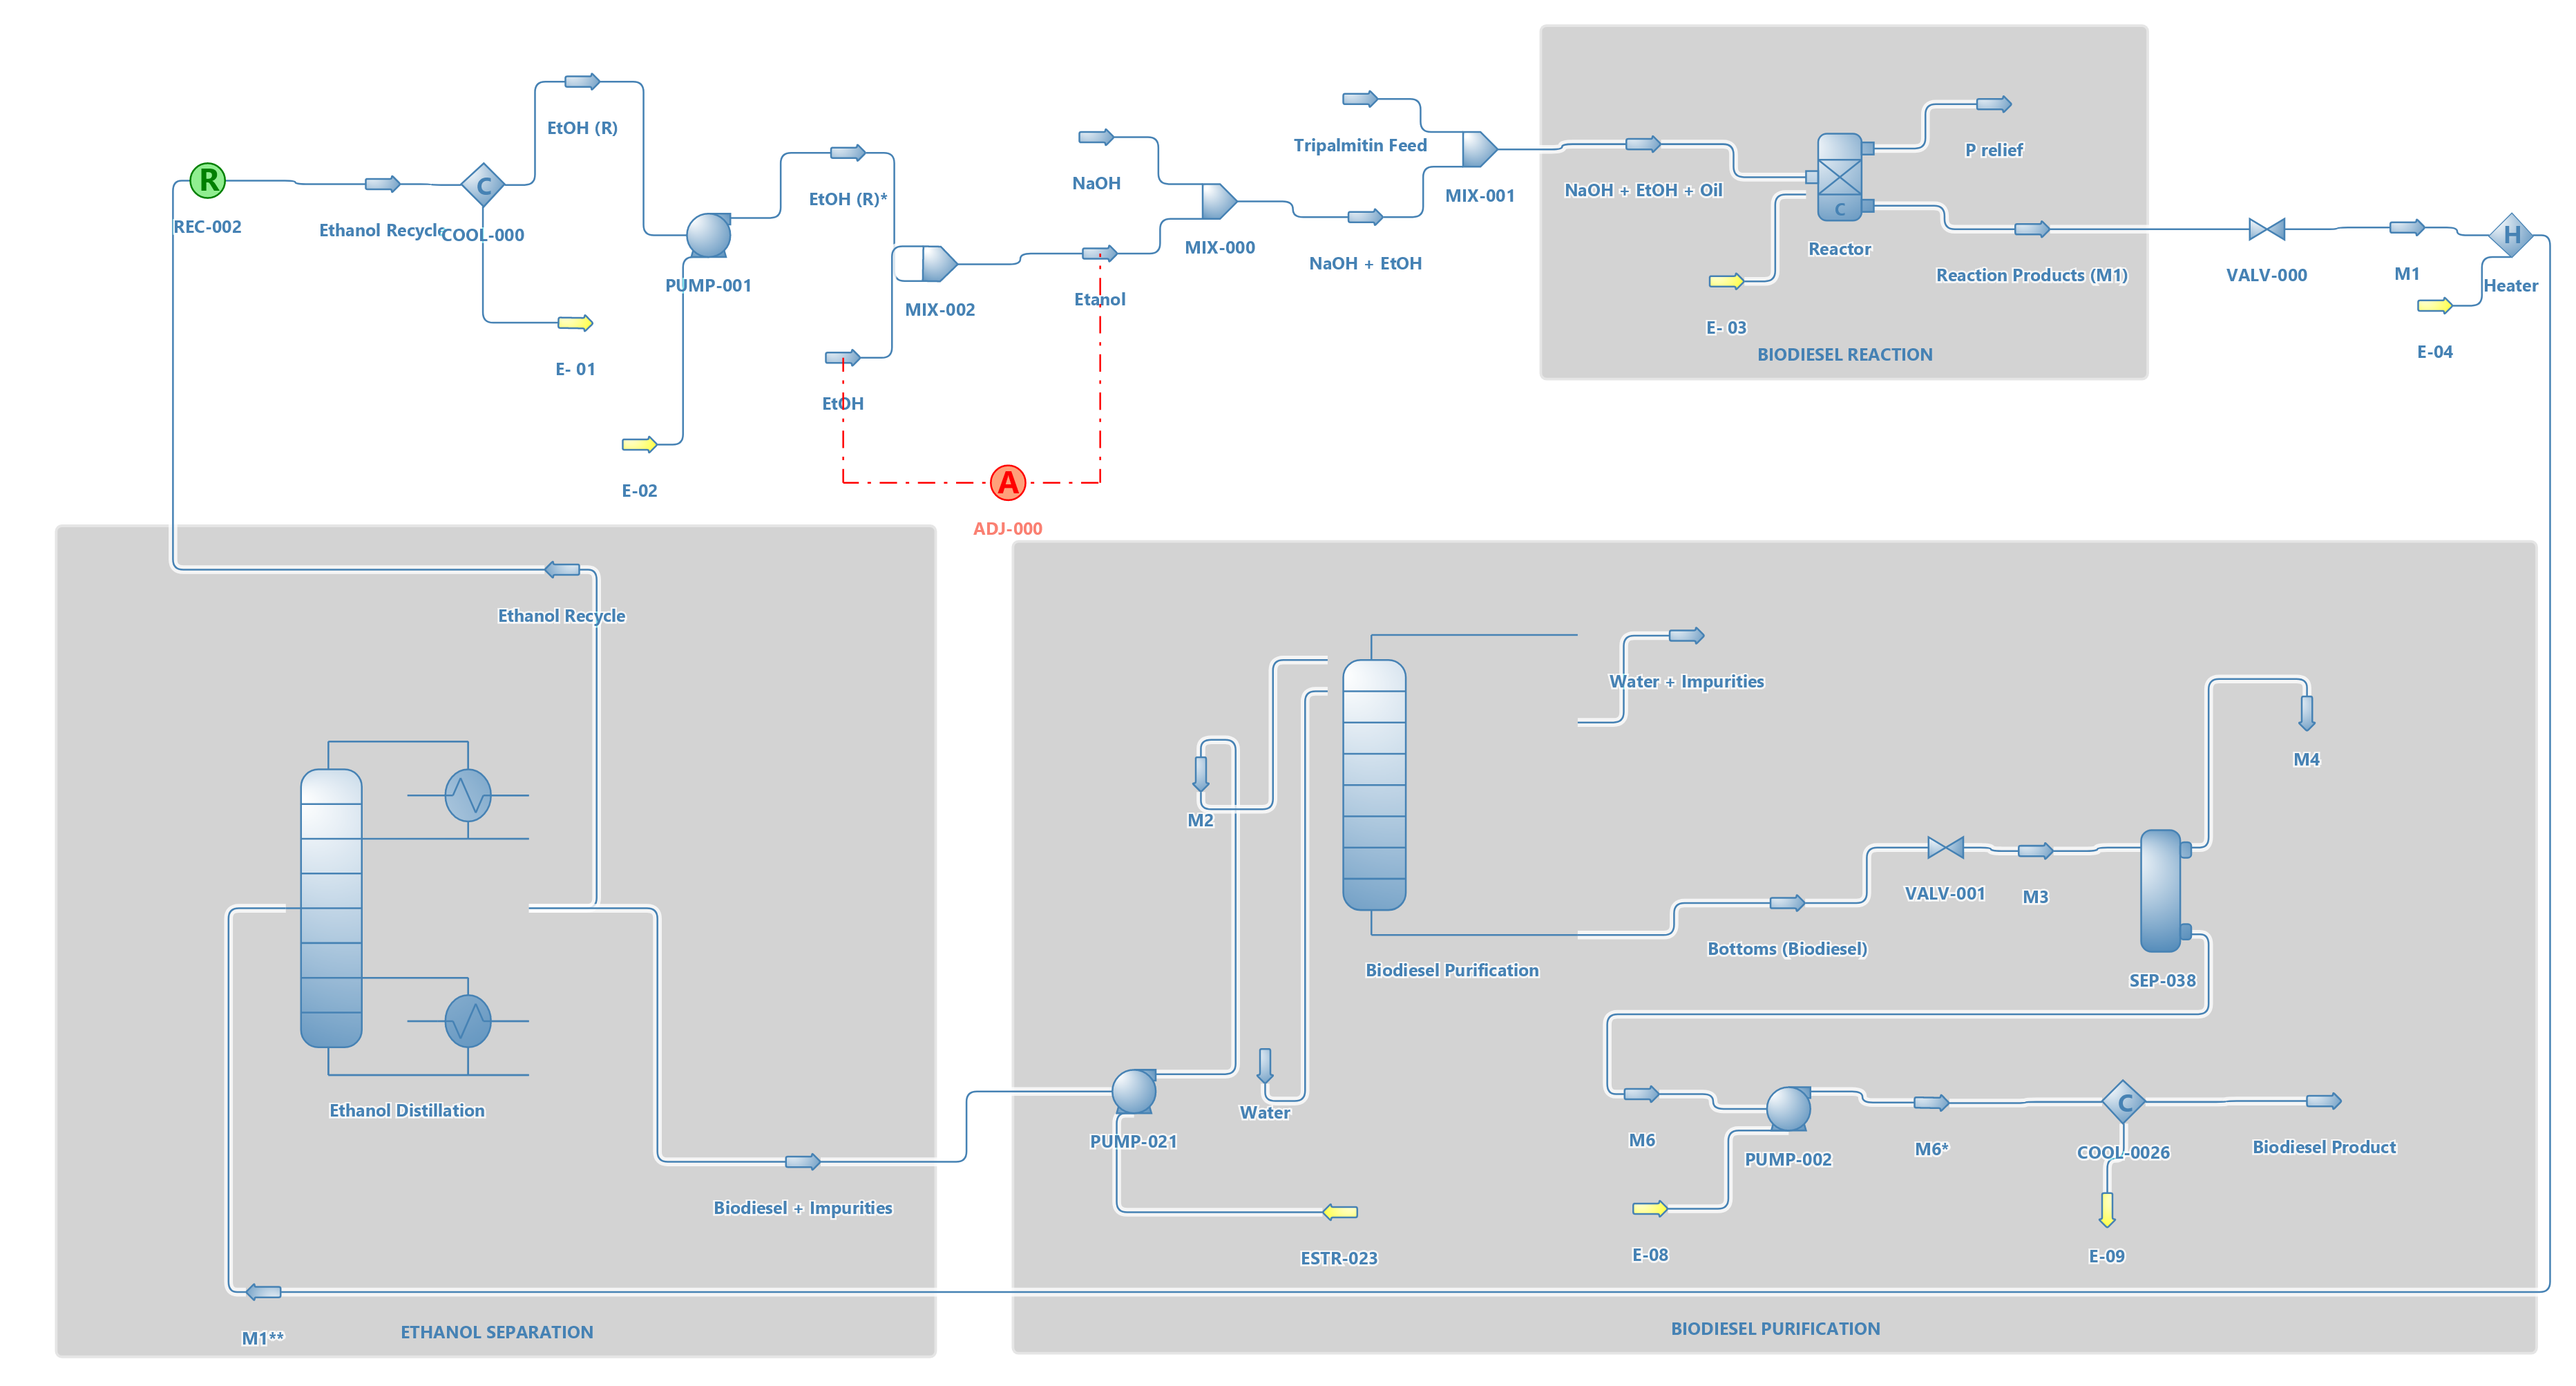 EtOH (R)
R
REC-002
Ethanol Recycle
C
COOL-000
E- 01
PUMP-001
E-02
EtOH (R)*
MIX-002
EtOH
Etanol
A
ADJ-000
NaOH
MIX-000
NaOH + EtOH
Tripalmitin Feed
MIX-001
NaOH + EtOH + Oil
C
Reactor
P relief
Reaction Products (M1)
E- 03
BIODIESEL REACTION
VALV-000
M1
H
Heater
E-04
Ethanol Recycle
Ethanol Distillation
Biodiesel + Impurities
M1**
ETHANOL SEPARATION
Water + Impurities
M2
Biodiesel Purification
Bottoms (Biodiesel)
VALV-001
M3
M4
SEP-038
PUMP-021
Water
ESTR-023
M6
PUMP-002
M6*
C
COOL-0026
Biodiesel Product
E-08
E-09
BIODIESEL PURIFICATION